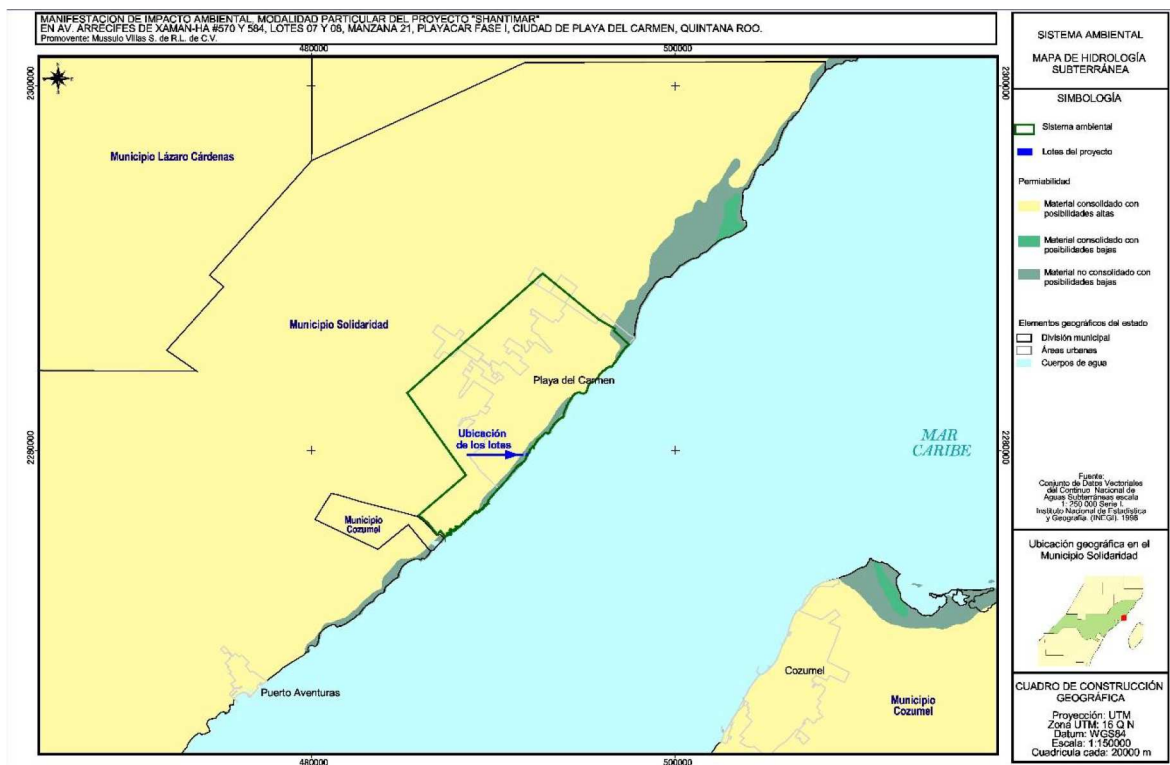 MANIFESTACIÓN DE IMPACTO AMBIENTAL, MODALIDAD PARTICULAR DEL PROYECTO "SHANTIMAR"
EN AV. ARRECIFES DE XAMAN-HA #570 Y 584, LOTES 07 Y 08, MANZANA 21, PLAYACAR FASE I, CIUDAD DE PLAYA DEL CARMEN, QUINTANA ROO.
Promovente: Mussulo Villas S. de R.L. de C.V.
480000
500000
2300000
2300000
Municipio Lázaro Cárdenas
Municipio Solidaridad
Playa del Carmen
Ubicación
de los lotes
2280000
2280000
MAR
CARIBE
Municipio
Cozumel
Puerto Aventuras
Cozumel
Municipio
Cozumel
480000
500000
SISTEMA AMBIENTAL
MAPA DE HIDROLOGÍA
SUBTERRÁNEA
SIMBOLOGÍA
Sistema ambiental
Lotes del proyecto
Permiabilidad
Material consolidado con
posibilidades altas
Material consolidado con
posibilidades bajas
Material no consolidado con
posibilidades bajas
Elementos geográficos del estado
División municipal
Áreas urbanas
Cuerpos de agua
Fuente:
Conjunto de Datos Vectoriales
del Continuo Nacional de
Aguas Subterráneas escala
1: 250 000 Serie I.
Instituto Nacional de Estadística
y Geografía. (INEGI). 1998
Ubicación geográfica en el
Municipio Solidaridad
CUADRO DE CONSTRUCCIÓN
GEOGRÁFICA
Proyección: UTM
Zona UTM: 16 Q N
Datum: WGS84
Escala: 1:150000
Cuadrícula cada: 20000 m